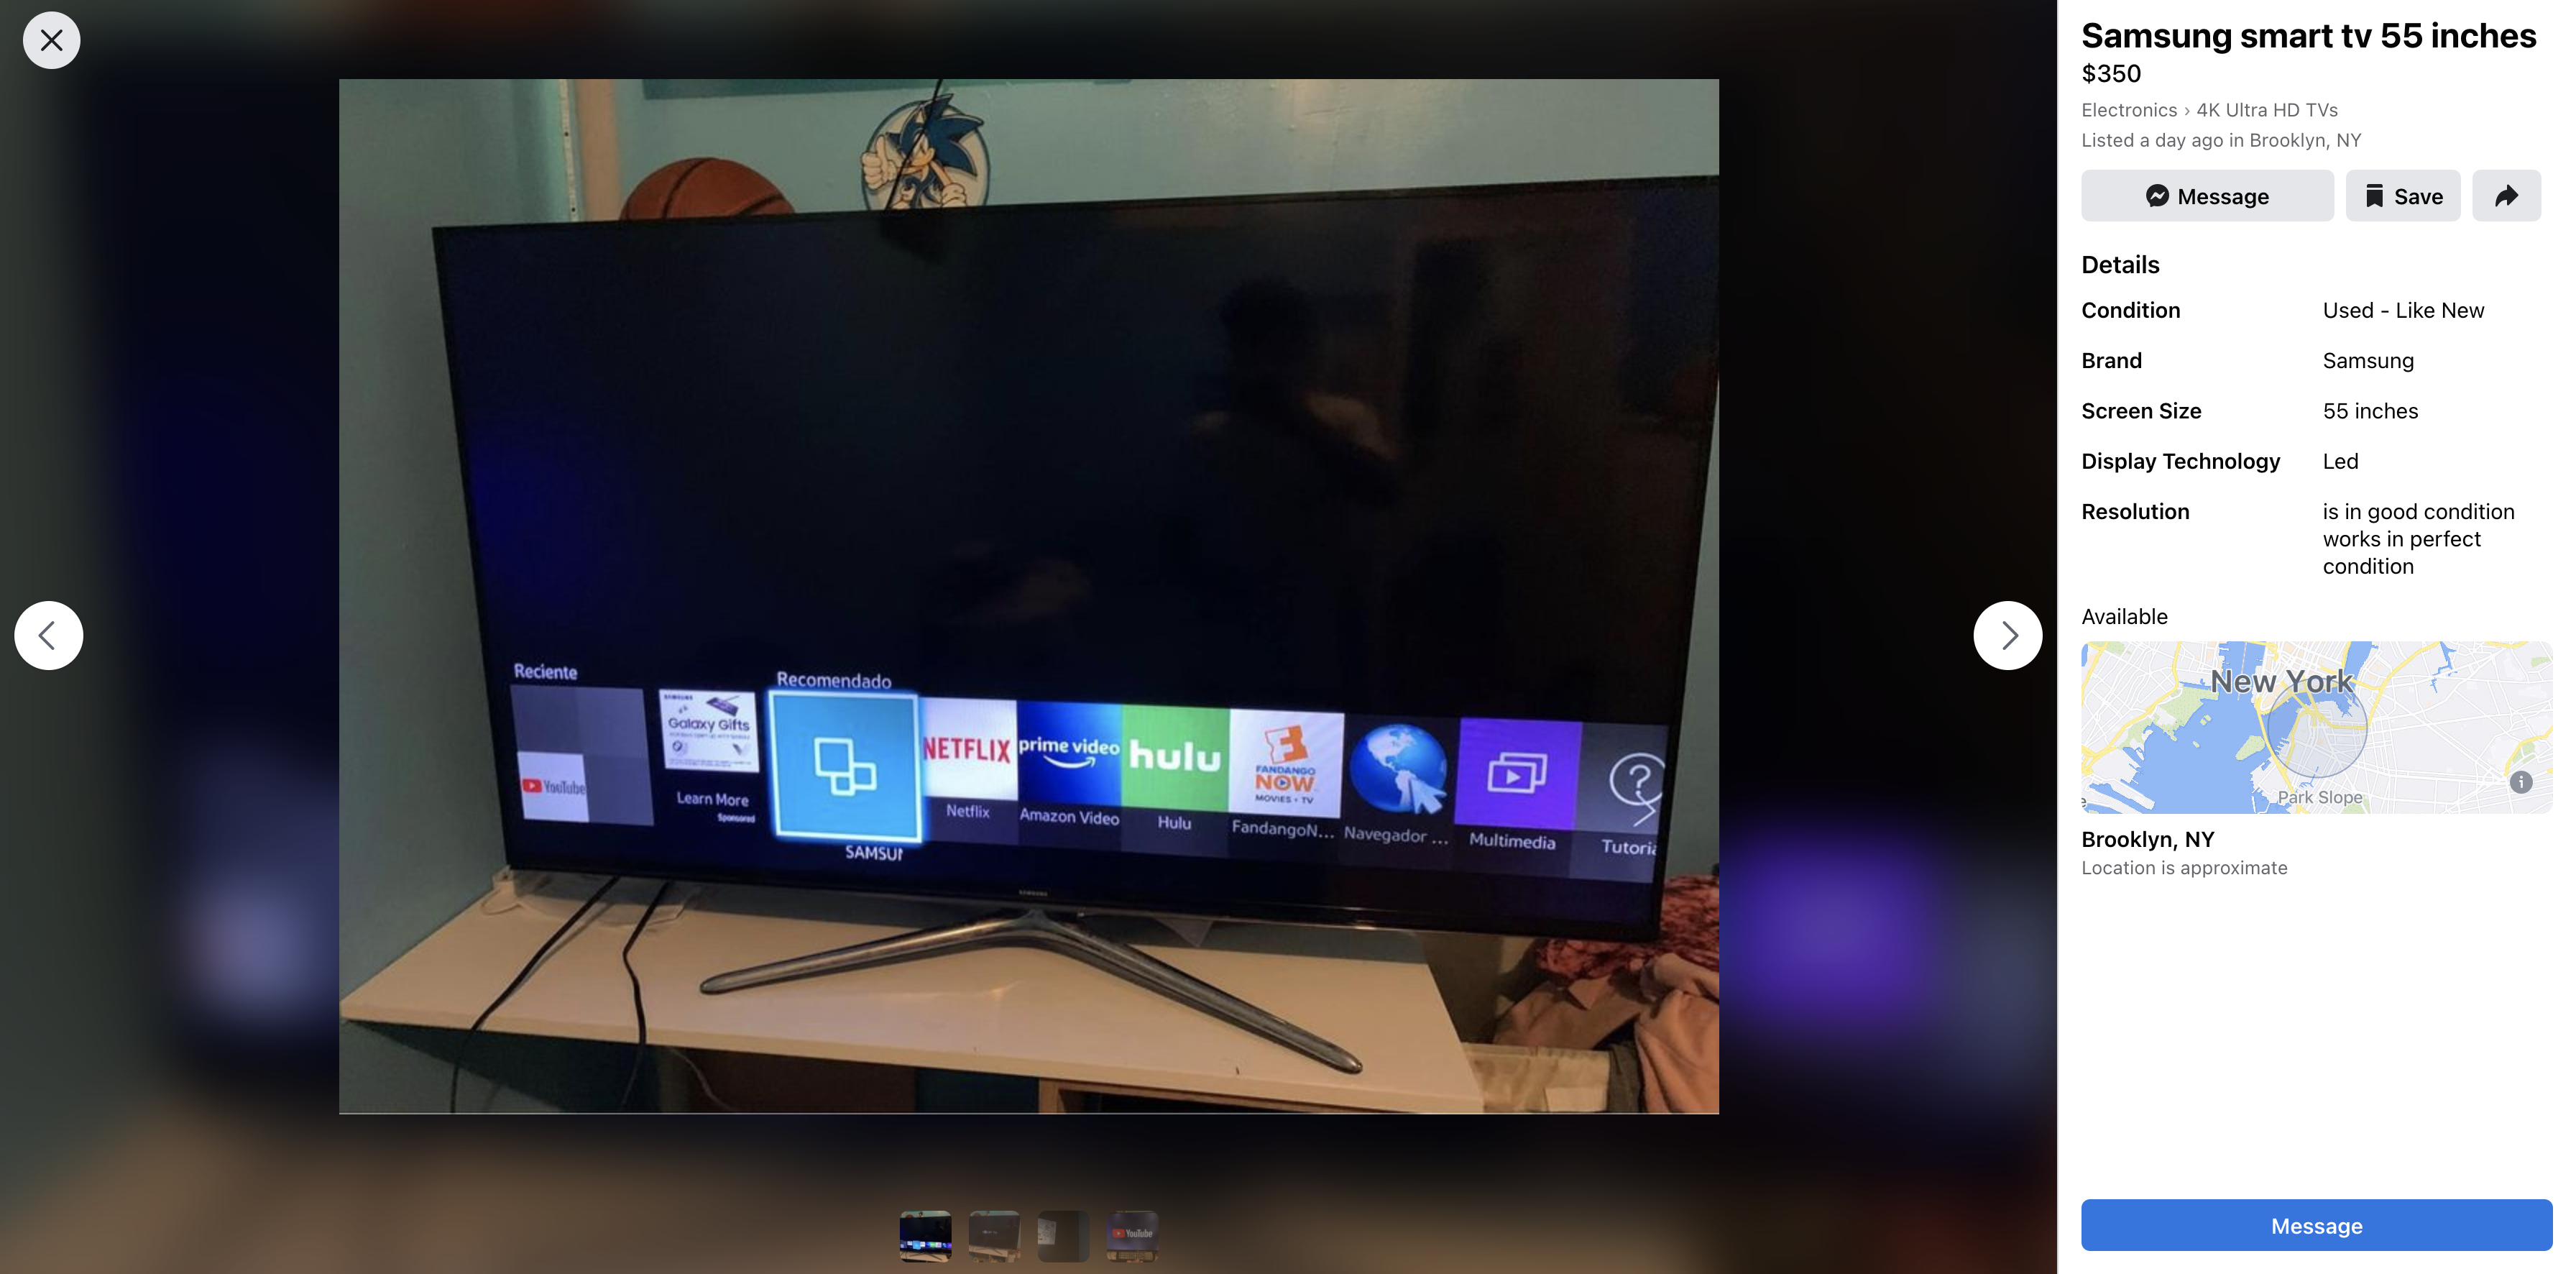 Samsung smart tv 55 inches
$350
Electronics › 4K Ultra HD TVs
Listed a day ago in Brooklyn, NY
Message
Save
Details
Condition Used - Like New
Brand Samsung
Screen Size 55 inches
Display Technology Led
Resolution is in good condition
works in perfect
condition
Available
New York
Park Slope
Brooklyn, NY
Location is approximate
Message
Reciente
Recomendado
SAMSUNG
Galaxy Gifts
YouTube
Learn More
Sponsored
NETFLIX
prime video
hulu
FANDANGO
NOW
MOVIES • TV
Netflix
Amazon Video
Hulu
FandangoN...
Navegador ...
Multimedia
Tutoria
SAMSU
SAMSUNG
YouTube